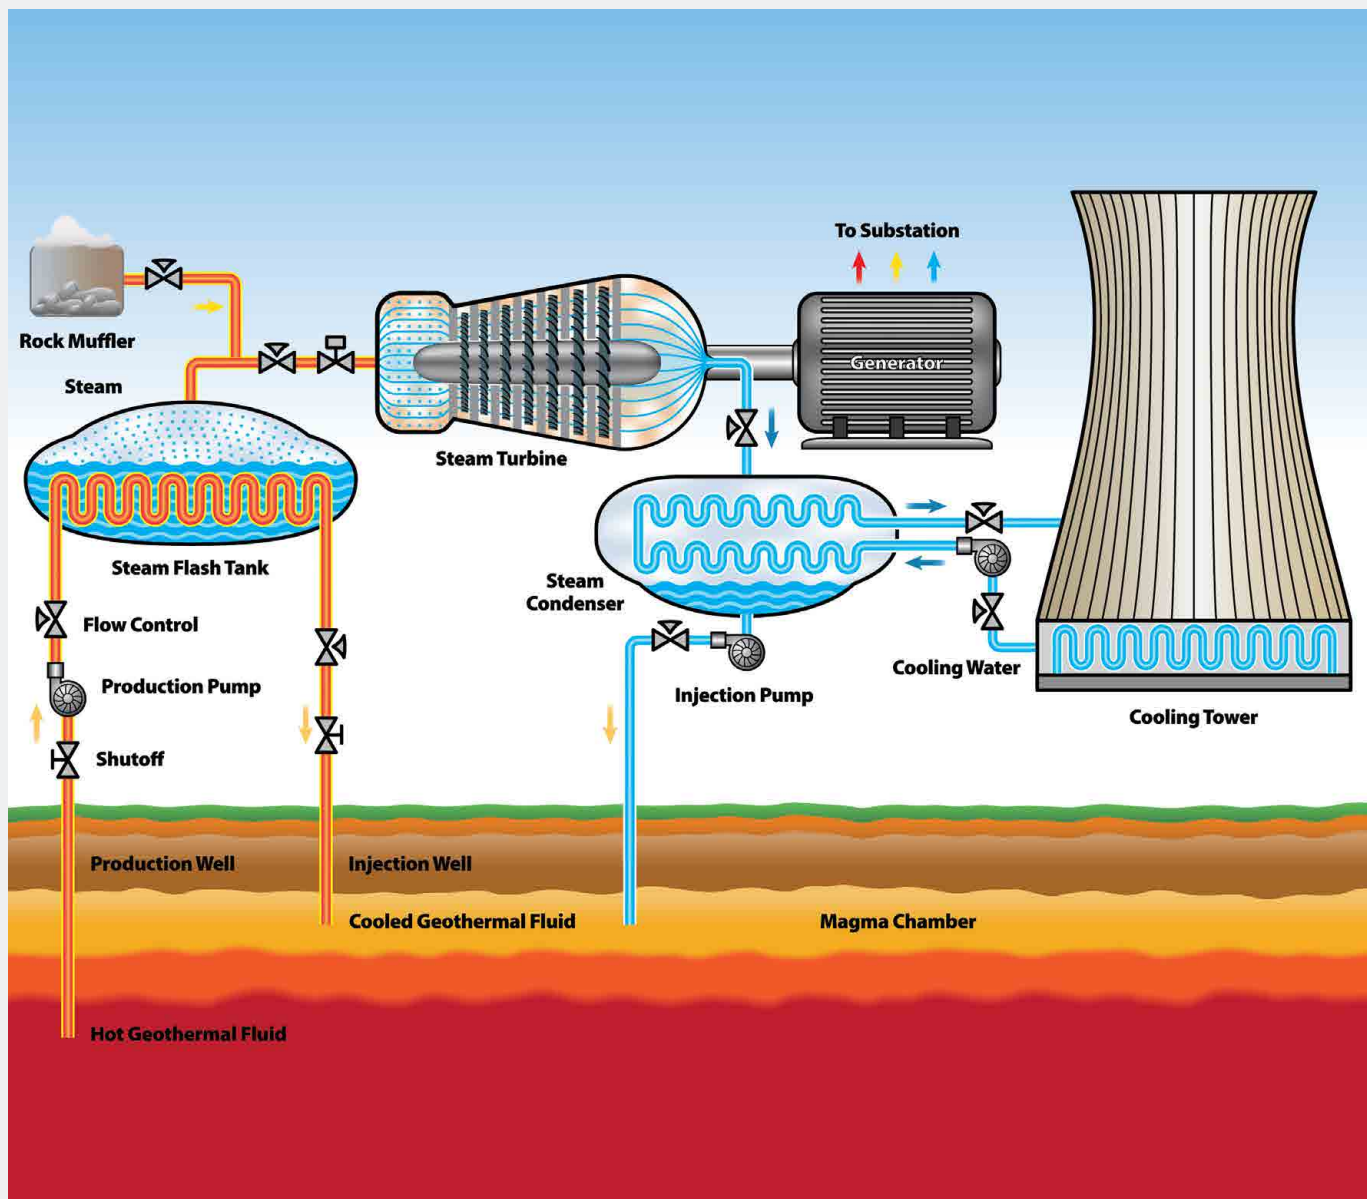 To Substation
Rock Muffler
Generator
Steam
Steam Turbine
Steam Flash Tank
Steam
Condenser
Flow Control
Cooling Water
Production Pump
Injection Pump
Cooling Tower
Shutoff
Production Well
Injection Well
Cooled Geothermal Fluid
Magma Chamber
Hot Geothermal Fluid